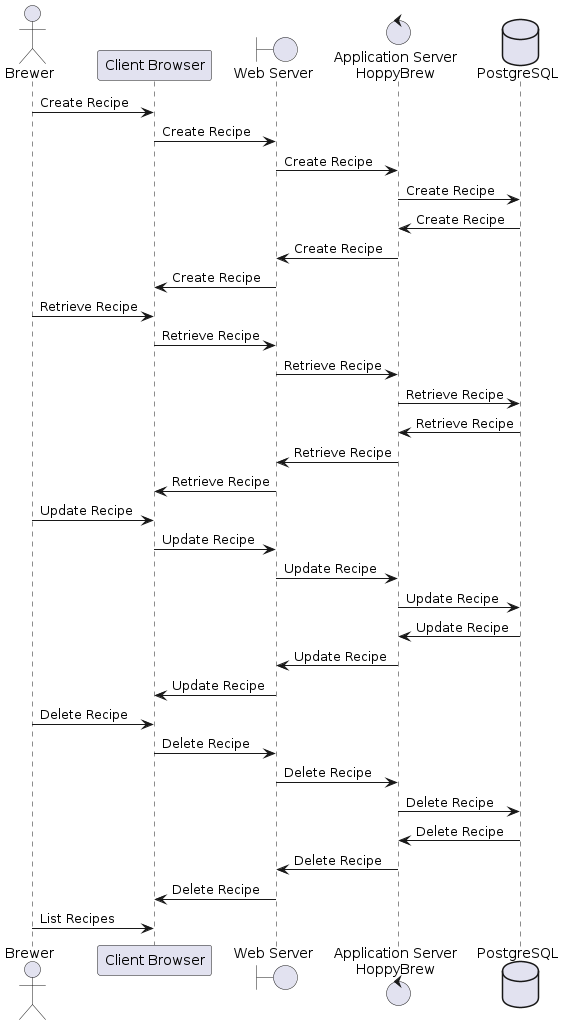 Brewer
Client Browser
Web Server
Application Server
HoppyBrew
PostgreSQL
Create Recipe
Create Recipe
Create Recipe
Create Recipe
Create Recipe
Create Recipe
Create Recipe
Retrieve Recipe
Retrieve Recipe
Retrieve Recipe
Retrieve Recipe
Retrieve Recipe
Retrieve Recipe
Retrieve Recipe
Update Recipe
Update Recipe
Update Recipe
Update Recipe
Update Recipe
Update Recipe
Update Recipe
Delete Recipe
Delete Recipe
Delete Recipe
Delete Recipe
Delete Recipe
Delete Recipe
Delete Recipe
List Recipes
Brewer
Client Browser
Web Server
Application Server
HoppyBrew
PostgreSQL